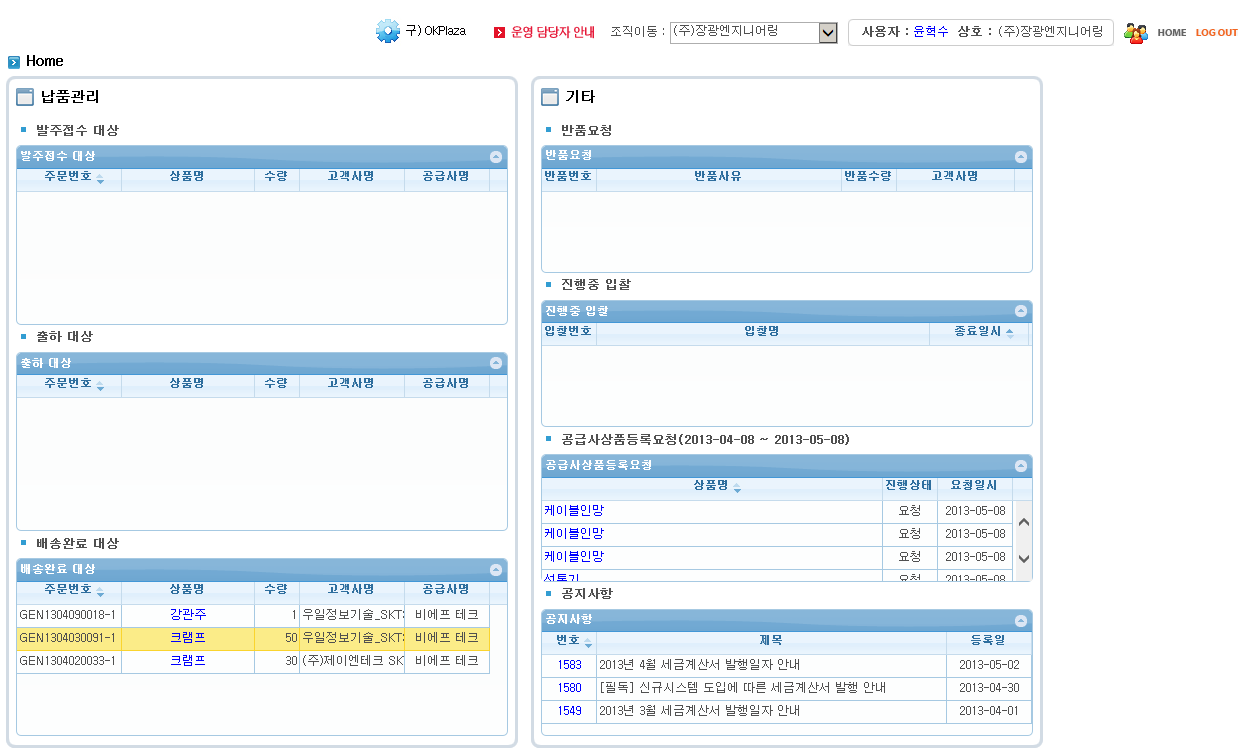 구) OKPlaza 운영 담당자 안내 조직이동 : (주)장광엔지니어링 사용자 : 윤혁수 상호 : (주)장광엔지니어링 HOME LOGOUT
Home
납품관리
발주접수 대상
발주접수 대상
주문번호 상품명 수량 고객사명 공급사명
출하 대상
출하 대상
주문번호 상품명 수량 고객사명 공급사명
배송완료 대상
배송완료 대상
주문번호 상품명 수량 고객사명 공급사명
GEN1304090018-1 강관주 1 우일정보기술_SKT 비에프 테크
GEN1304030091-1 크램프 50 우일정보기술_SKT 비에프 테크
GEN1304020033-1 크램프 30 (주)제이엔테크 SK 비에프 테크
기타
반품요청
반품요청
반품번호 반품사유 반품수량 고객사명
진행중 입찰
진행중 입찰
입찰번호 입찰명 종료일시
공급사상품등록요청(2013-04-08 ~ 2013-05-08)
공급사상품등록요청
상품명 진행상태 요청일시
케이블인망 요청 2013-05-08
케이블인망 요청 2013-05-08
케이블인망 요청 2013-05-08
요청 2013-05-08
공지사항
공지사항
번호 제목 등록일
1583 2013년 4월 세금계산서 발행일자 안내 2013-05-02
1580 [필독] 신규시스템 도입에 따른 세금계산서 발행 안내 2013-04-30
1549 2013년 3월 세금계산서 발행일자 안내 2013-04-01